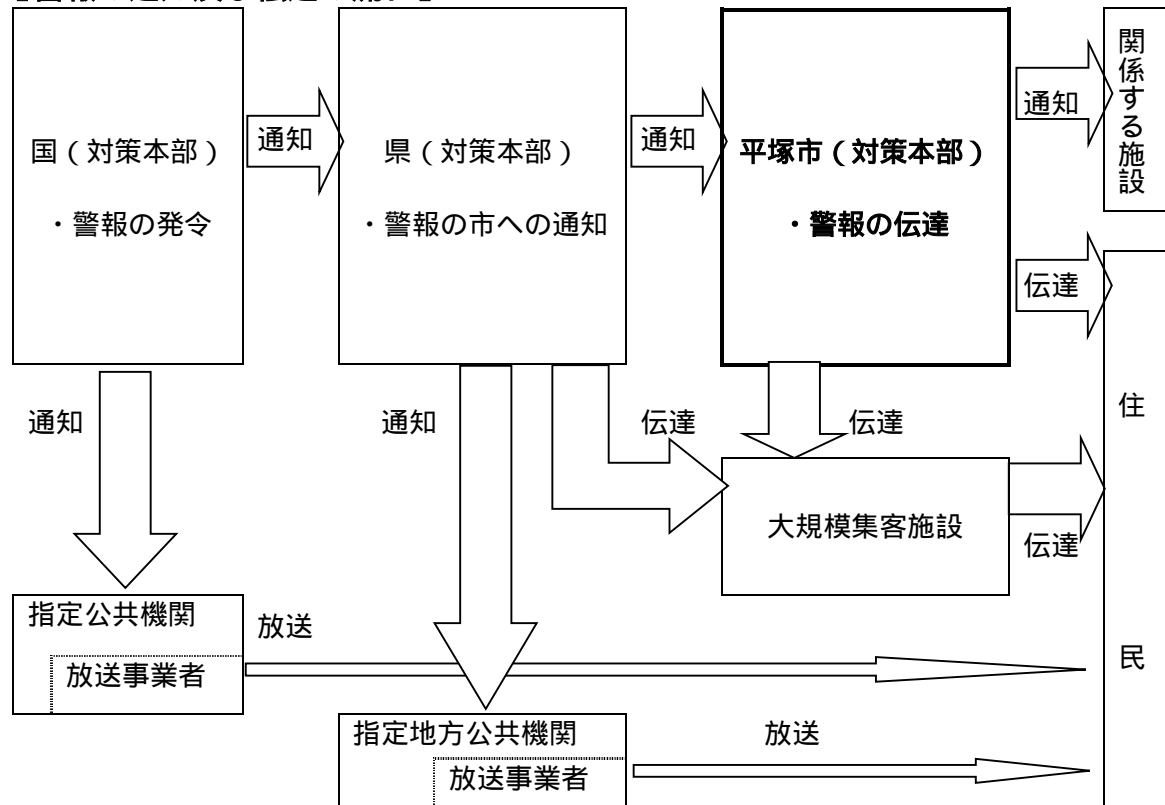 通知
国（対策本部）
・警報の発令
通知
県（対策本部）
・警報の市への通知
通知
平塚市（対策本部）
・警報の伝達
通知
関係する施設
伝達
通知
通知
伝達
伝達
大規模集客施設
伝達
住民
指定公共機関
放送事業者
放送
指定地方公共機関
放送事業者
放送